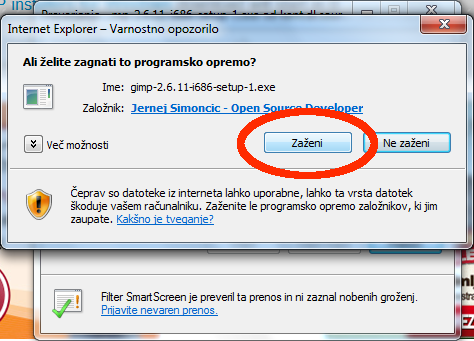 Internet Explorer – Varnostno opozorilo
Ali želite zagnati to programsko opremo?
Ime: gimp-2.6.11-i686-setup-1.exe
Založnik: Jernej Simoncic - Open Source Developer
Več možnosti
Zaženi
Ne zaženi
Čeprav so datoteke iz interneta lahko uporabne, lahko ta vrsta datotek
škoduje vašem računalniku. Zaženite le programsko opremo založnikov, ki jim
zaupate. Kakšno je tveganje?
Filter SmartScreen je preveril ta prenos in ni zaznal nobenih groženj.
Prijavite nevaren prenos.